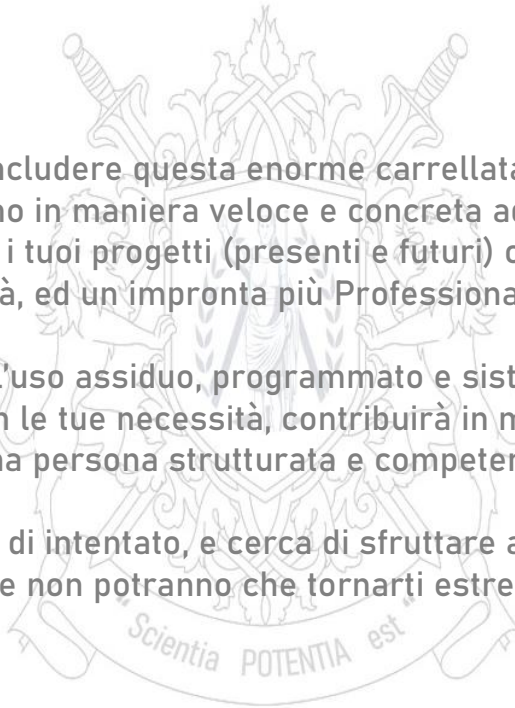 ncludere questa enorme carrellata
no in maniera veloce e concreta a
i tuoi progetti (presenti e futuri)
à, ed un impronta più Professiona
'uso assiduo, programmato e sist
le tue necessità, contribuirà in m
na persona strutturata e compete
di intentato, e cerca di sfruttare a
e non potranno che tornarti estre
"Scientia POTENTIA est"